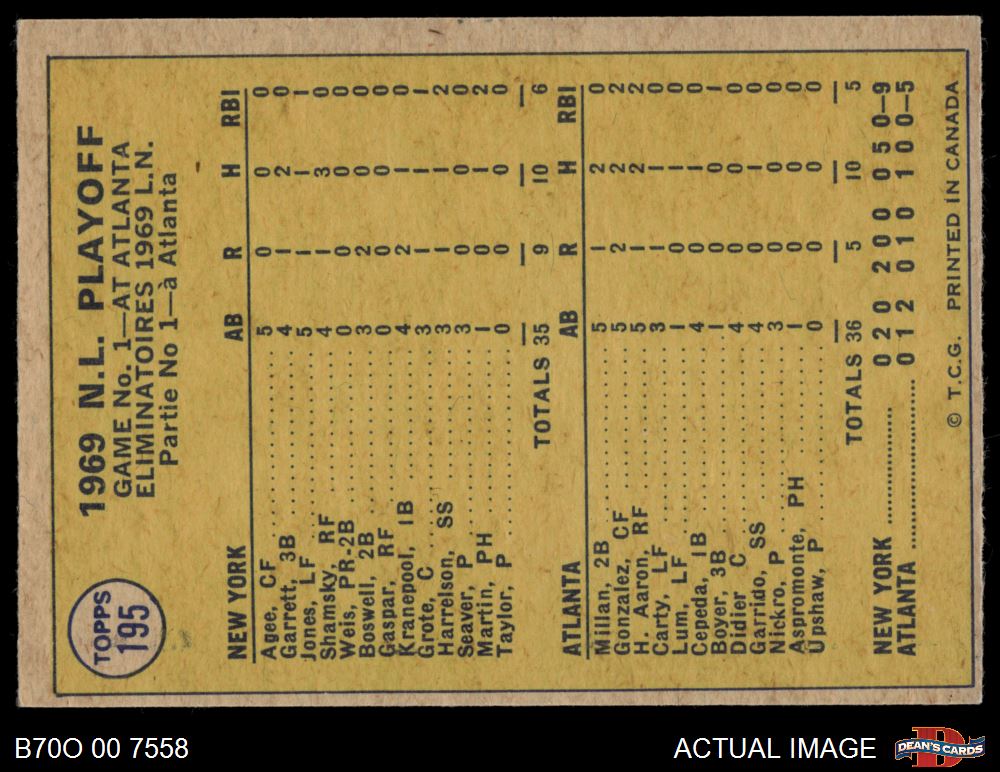 TOPPS
195
1969 N.L. PLAYOFF
GAME No. 1—AT ATLANTA
ELIMINATOIRES 1969 L.N.
Partie No 1—à Atlanta
NEW YORK AB R H RBI
Agee, CF 5 0 0 0
Garrett, 3B 4 1 2 0
Jones, LF 5 1 1 1
Shamsky, RF 4 1 3 0
Weis, PR-2B 0 0 0 0
Boswell, 2B 3 2 0 0
Gaspar, RF 0 0 0 0
Kranepool, 1B 4 2 1 0
Grote, C 3 1 1 1
Harrelson, SS 3 1 1 2
Seaver, P 3 0 0 0
Martin, PH 1 0 1 2
Taylor, P 0 0 0 0
TOTALS 35 9 10 6
ATLANTA AB R H RBI
Millan, 2B 5 1 2 0
Gonzalez, CF 5 2 2 2
H. Aaron, RF 5 1 2 2
Carty, LF 3 1 1 0
Lum, LF 1 0 1 0
Cepeda, 1B 4 0 1 0
Boyer, 3B 1 0 0 1
Didier C 4 0 0 0
Garrido, SS 4 0 1 0
Nickro, P 3 0 0 0
Aspromonte, PH 1 0 0 0
Upshaw, P 0 0 0 0
TOTALS 36 5 10 5
NEW YORK 0 2 0 2 0 0 0 5 0—9
ATLANTA 0 1 2 0 1 0 1 0 0—5
© T.C.G. PRINTED IN CANADA
B70O 00 7558
ACTUAL IMAGE
DEAN'S CARDS